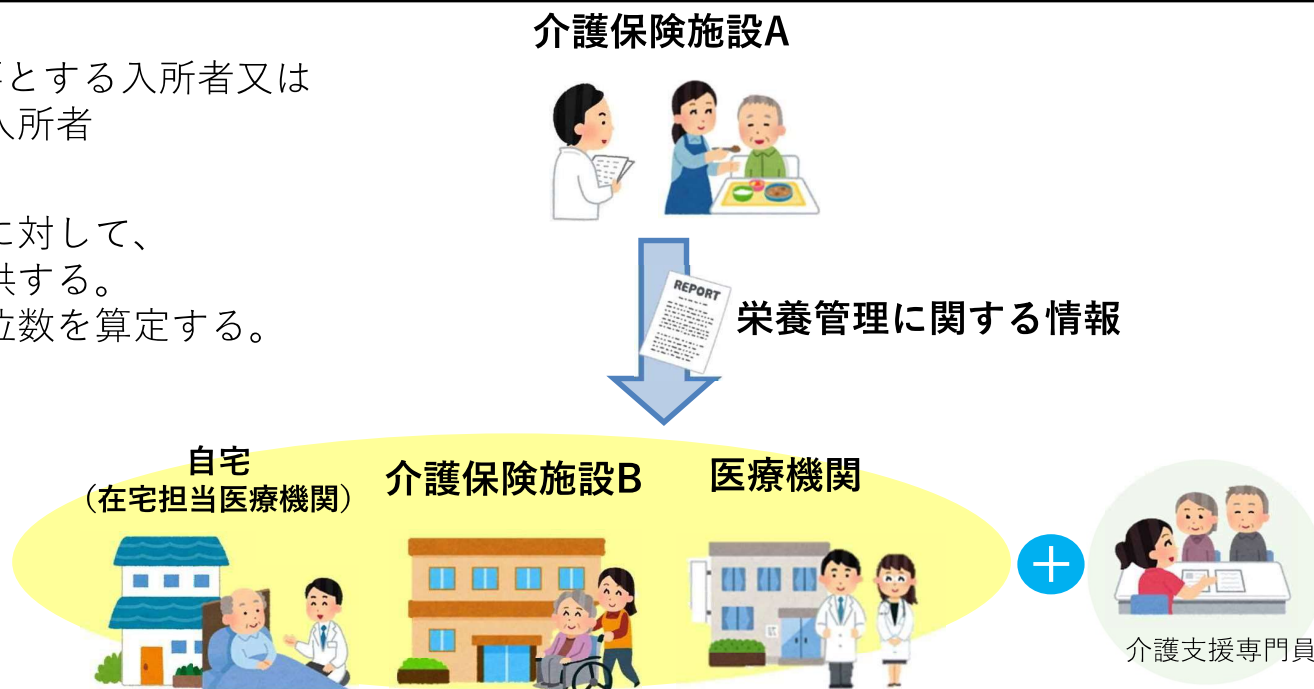 介護保険施設A
とする入所者又は
入所者
に対して、
供する。
位数を算定する。
REPORT
栄養管理に関する情報
自宅
（在宅担当医療機関）
介護保険施設B
医療機関
＋
介護支援専門員